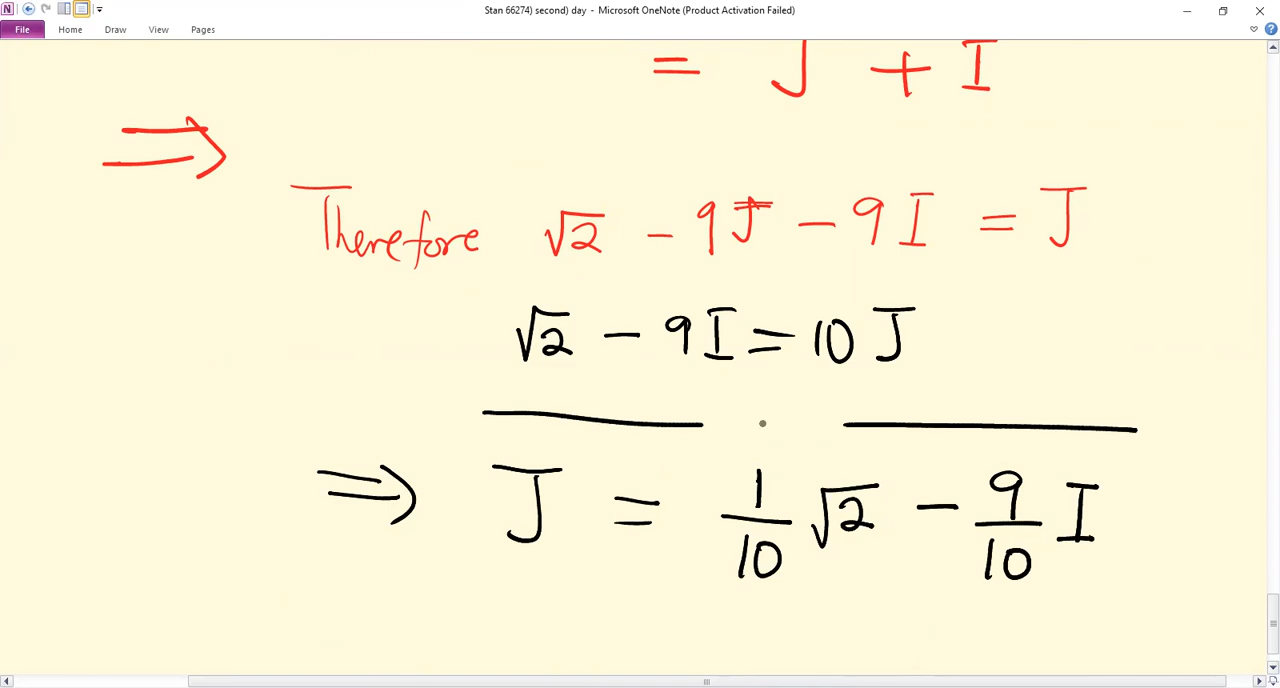 Stan 66274) second) day - Microsoft OneNote (Product Activation Failed)
File Home Draw View Pages
= J + I
⇒
Therefore √2 - 9J - 9I = J
√2 - 9I = 10J
⇒ J = 1/10 √2 - 9/10 I